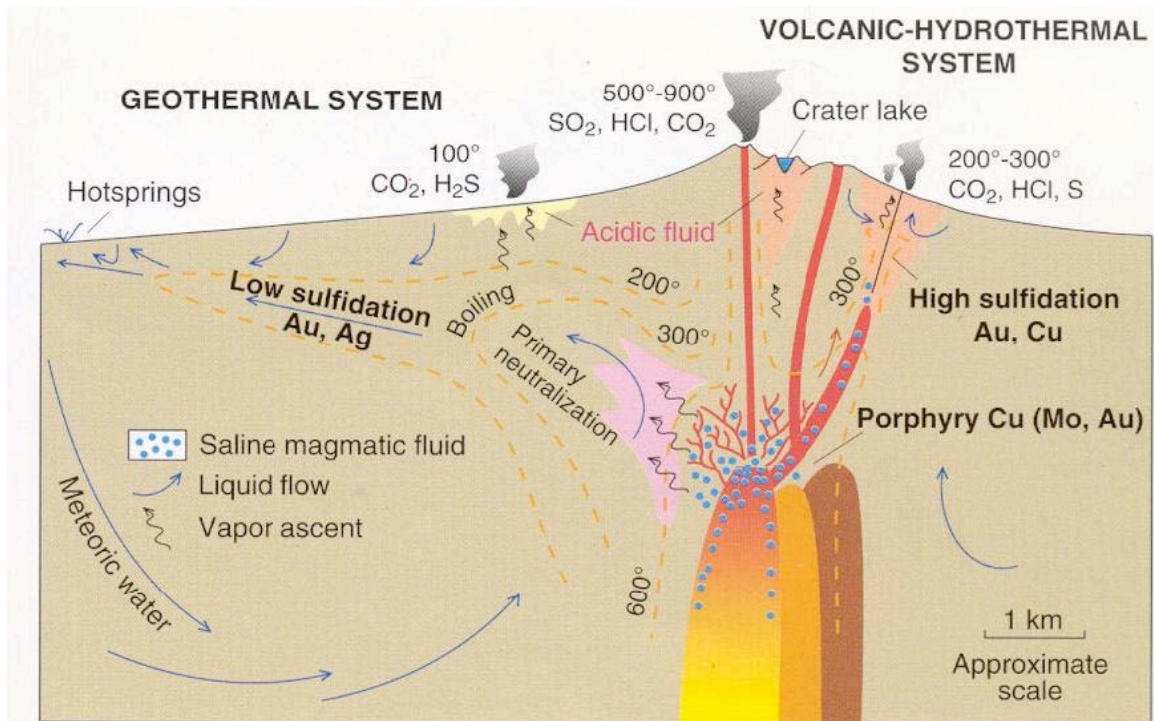 VOLCANIC-HYDROTHERMAL
SYSTEM
GEOTHERMAL SYSTEM
500°-900°
SO₂, HCl, CO₂
Crater lake
100°
CO₂, H₂S
200°-300°
CO₂, HCl, S
Hotsprings
Acidic fluid
Low sulfidation
Au, Ag
Boiling
200°
300°
300°
High sulfidation
Au, Cu
Primary
neutralization
Porphyry Cu (Mo, Au)
Saline magmatic fluid
Liquid flow
Vapor ascent
Meteoric water
600°
1 km
Approximate
scale